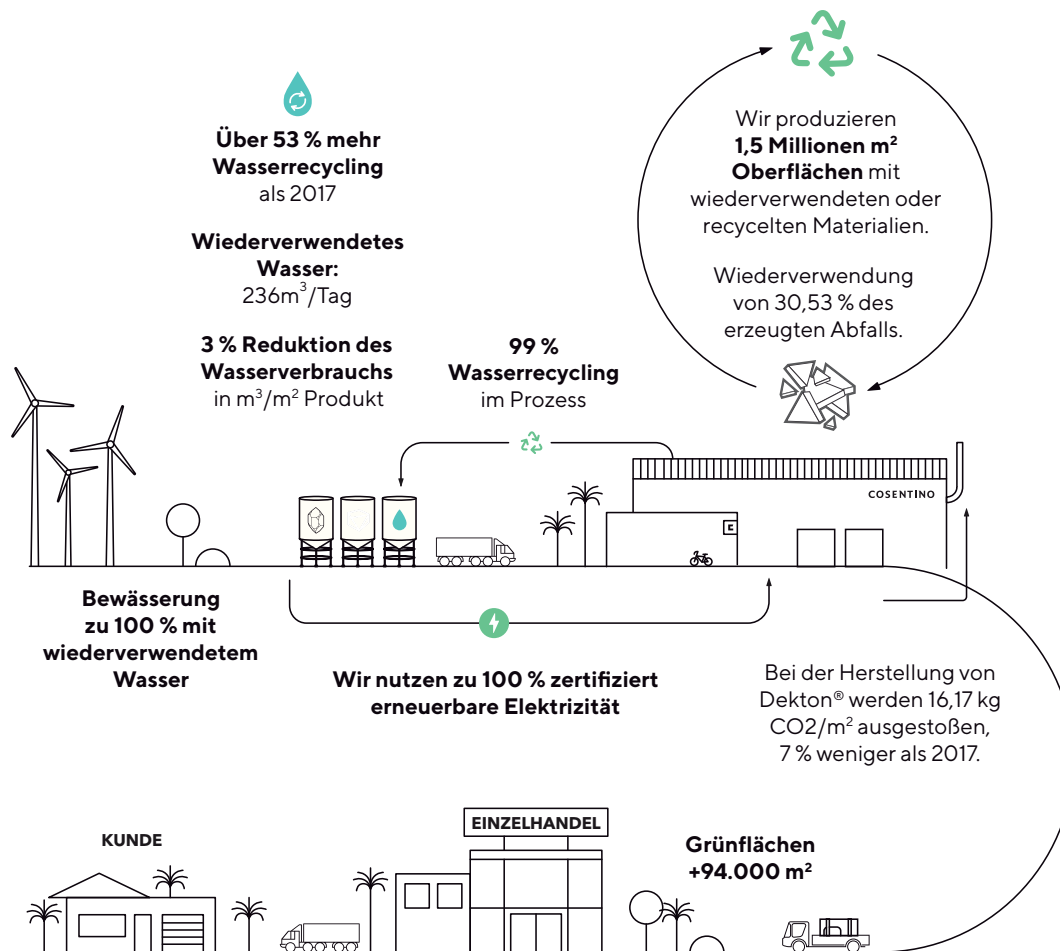 Über 53 % mehr
Wasserrecycling
als 2017
Wiederverwendetes
Wasser:
236m³/Tag
3 % Reduktion des
Wasserverbrauchs
in m³/m² Produkt
99 %
Wasserrecycling
im Prozess
Wir produzieren
1,5 Millionen m²
Oberflächen mit
wiederverwendeten oder
recycelten Materialien.
Wiederverwendung
von 30,53 % des
erzeugten Abfalls.
COSENTINO
Bewässerung
zu 100 % mit
wiederverwendetem
Wasser
Wir nutzen zu 100 % zertifiziert
erneuerbare Elektrizität
Bei der Herstellung von
Dekton® werden 16,17 kg
CO2/m² ausgestoßen,
7 % weniger als 2017.
KUNDE
EINZELHANDEL
Grünflächen
+94.000 m²